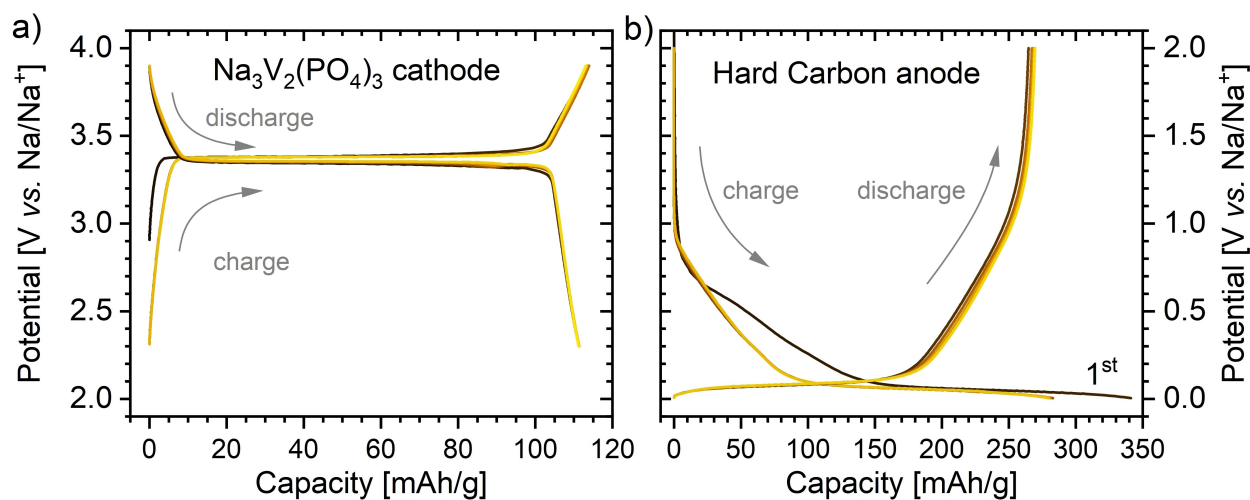 a)
Na₃V₂(PO₄)₃ cathode
discharge
charge
4.0
3.5
3.0
2.5
2.0
Potential [V vs. Na/Na⁺]
0 20 40 60 80 100 120
Capacity [mAh/g]
b)
Hard Carbon anode
charge
discharge
1ˢᵗ
2.0
1.5
1.0
0.5
0.0
Potential [V vs. Na/Na⁺]
0 50 100 150 200 250 300 350
Capacity [mAh/g]